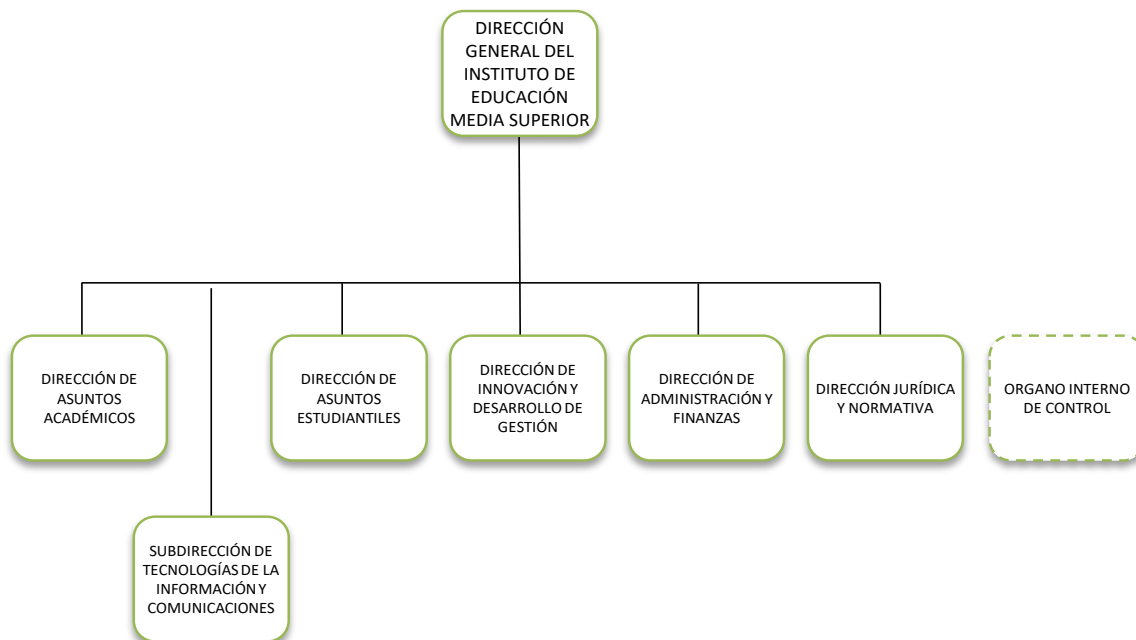 DIRECCIÓN
GENERAL DEL
INSTITUTO DE
EDUCACIÓN
MEDIA SUPERIOR
DIRECCIÓN DE
ASUNTOS
ACADÉMICOS
DIRECCIÓN DE
ASUNTOS
ESTUDIANTILES
DIRECCIÓN DE
INNOVACIÓN Y
DESARROLLO DE
GESTIÓN
DIRECCIÓN DE
ADMINISTRACIÓN Y
FINANZAS
DIRECCIÓN JURÍDICA
Y NORMATIVA
ORGANO INTERNO
DE CONTROL
SUBDIRECCIÓN DE
TECNOLOGÍAS DE LA
INFORMACIÓN Y
COMUNICACIONES